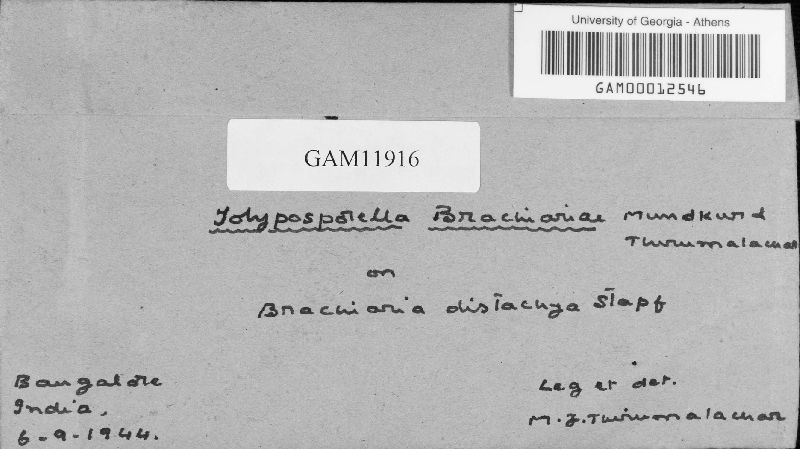 University of Georgia - Athens
GAM00012546
GAM11916
Tolyposporella Brachiariae Mundkur &
Thirumalachar
on
Brachiaria distachya Stapf
Bangalore
India,
6-9-1944.
Leg et det.
M.J.Thirumalachar